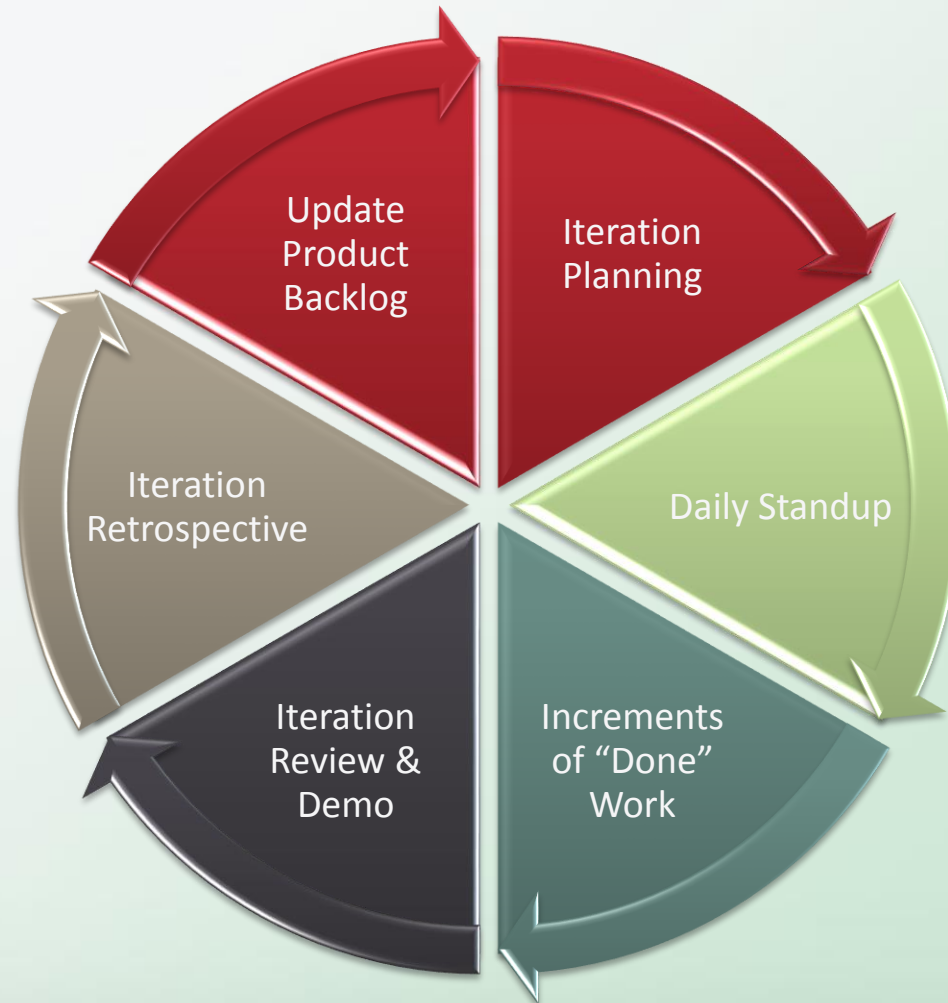 Update
Product
Backlog
Iteration
Planning
Daily Standup
Increments
of “Done”
Work
Iteration
Review &
Demo
Iteration
Retrospective